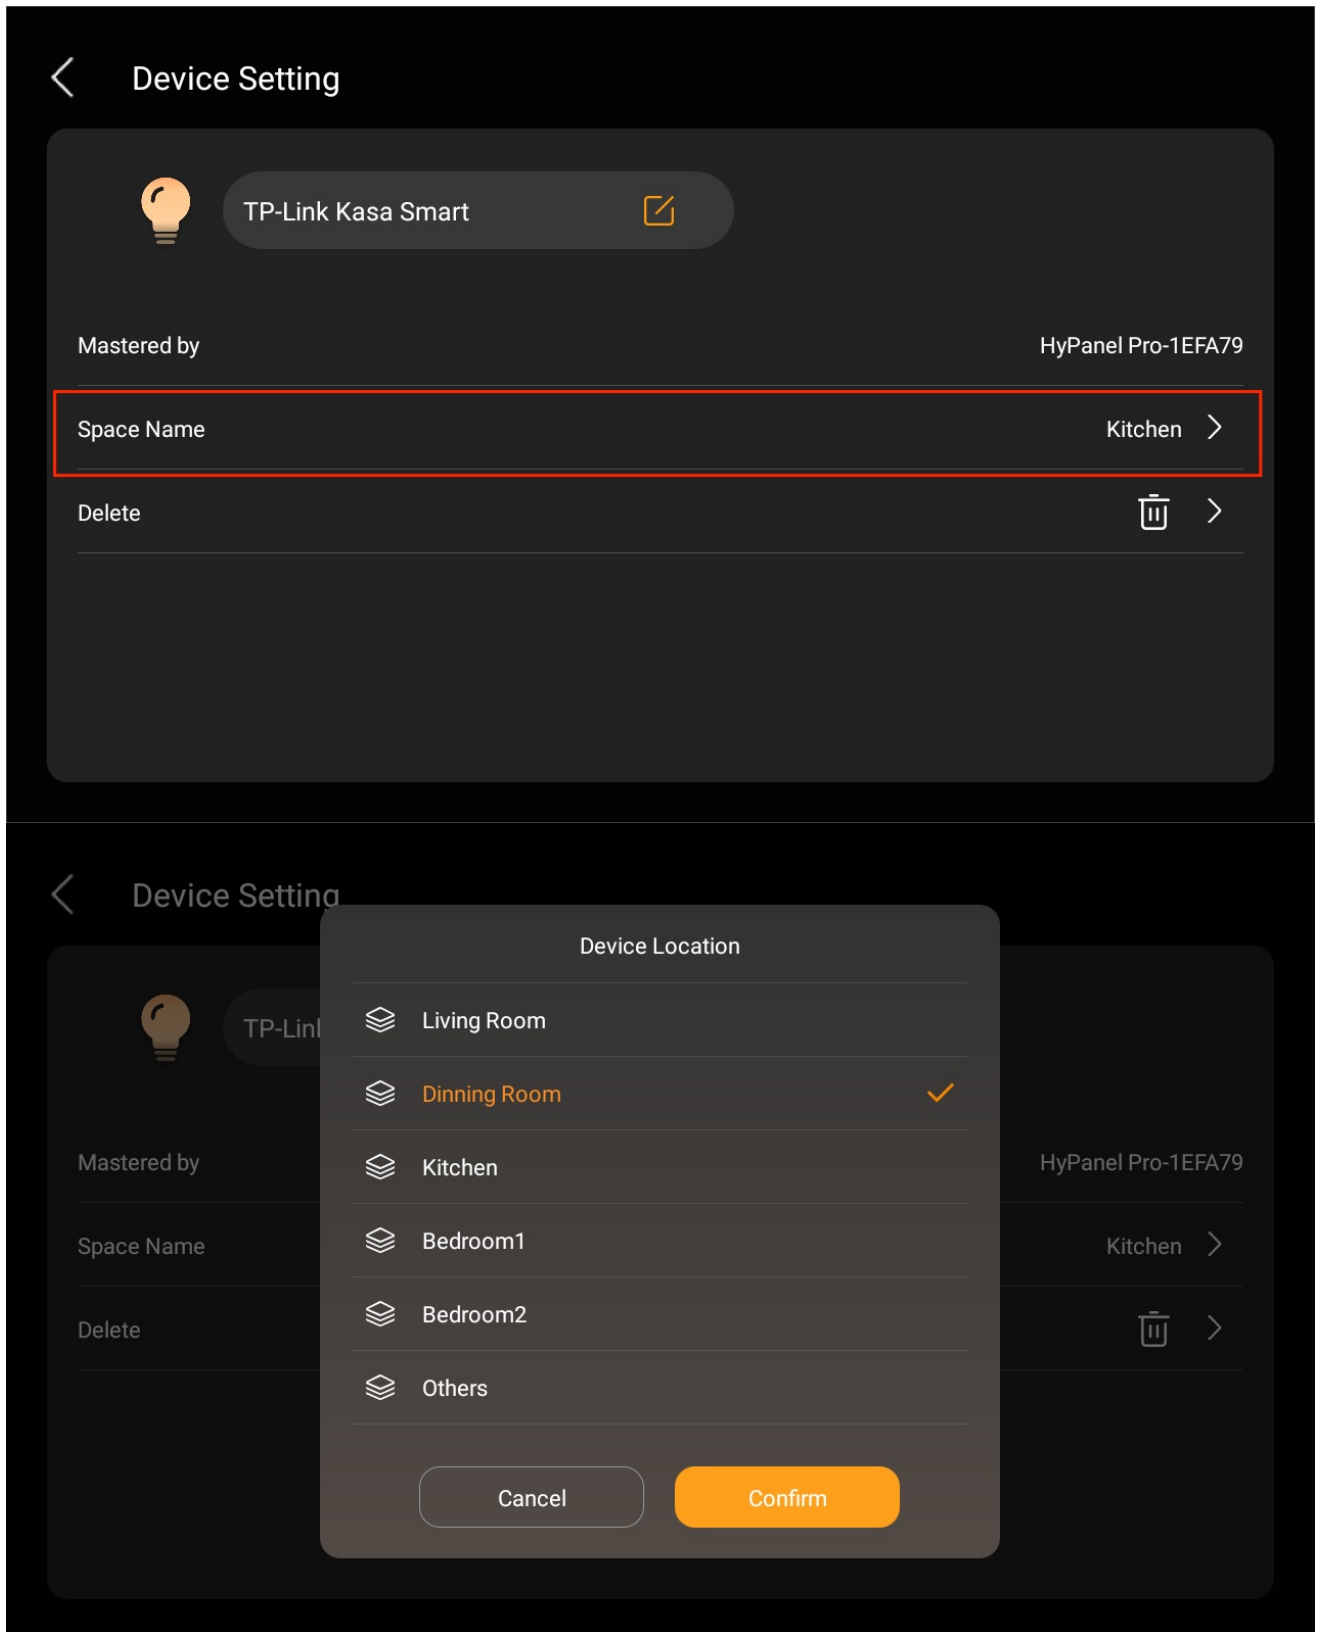 Device Setting
TP-Link Kasa Smart
Mastered by HyPanel Pro-1EFA79
Space Name Kitchen
Delete
Device Setting
Device Location
TP-Linl
Living Room
Dinning Room
Mastered by HyPanel Pro-1EFA79
Kitchen
Space Name Kitchen
Bedroom1
Bedroom2
Delete
Others
Cancel Confirm